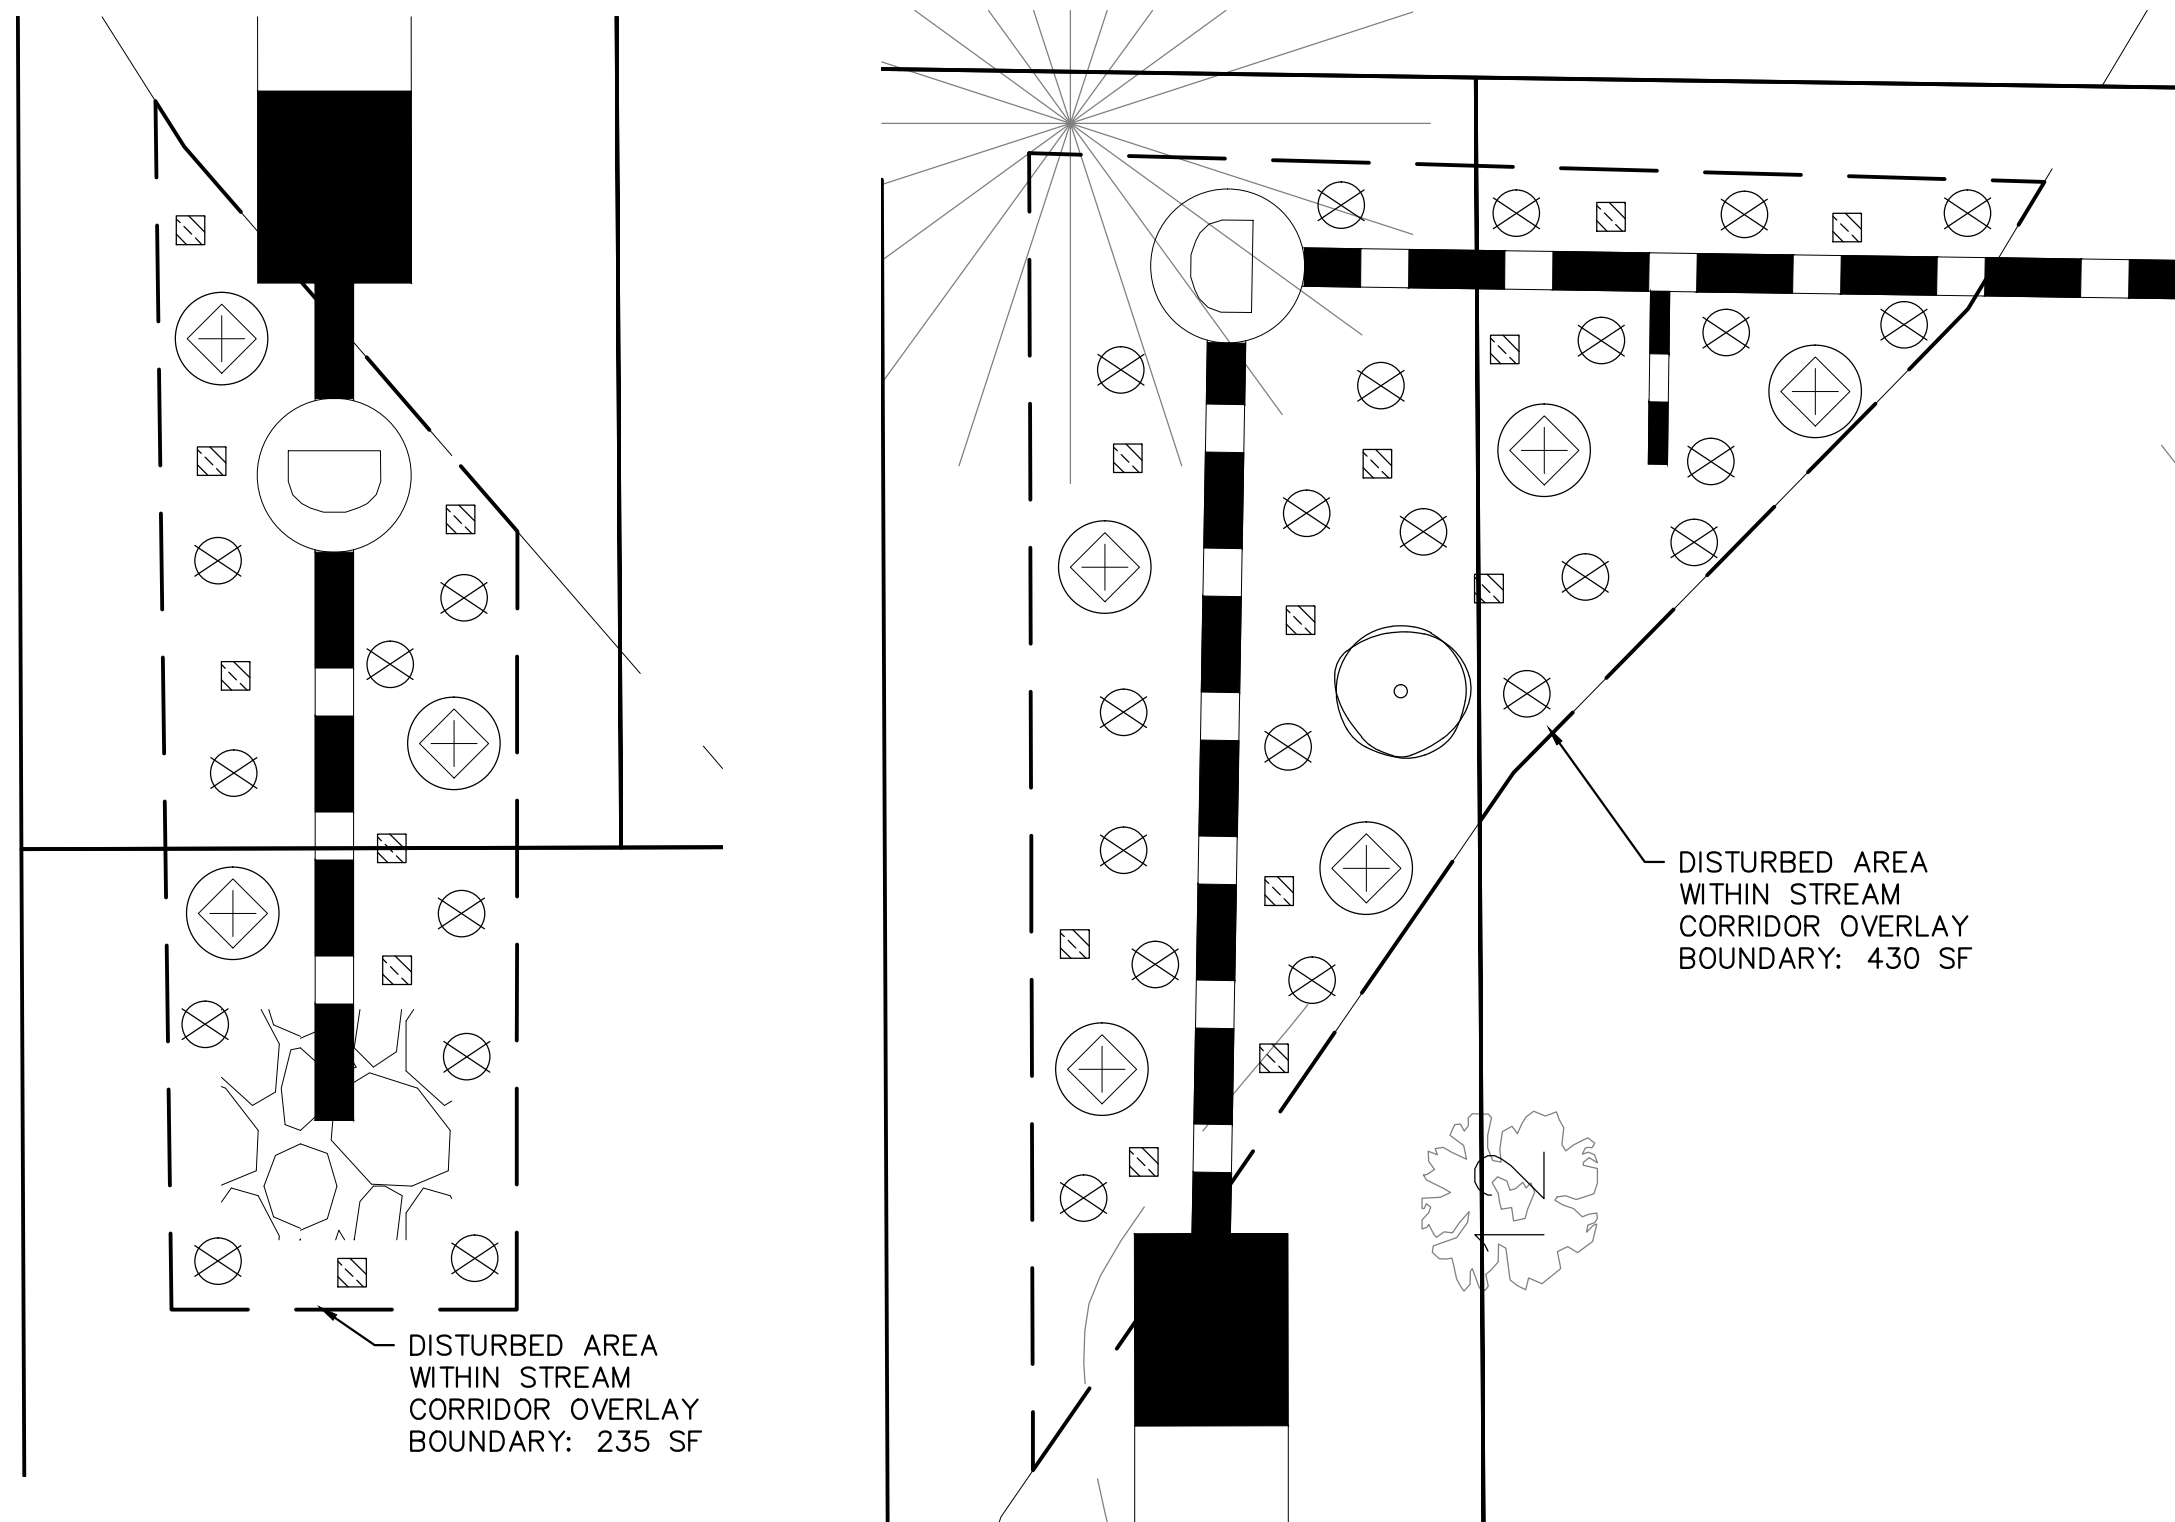 DISTURBED AREA
WITHIN STREAM
CORRIDOR OVERLAY
BOUNDARY: 235 SF
DISTURBED AREA
WITHIN STREAM
CORRIDOR OVERLAY
BOUNDARY: 430 SF